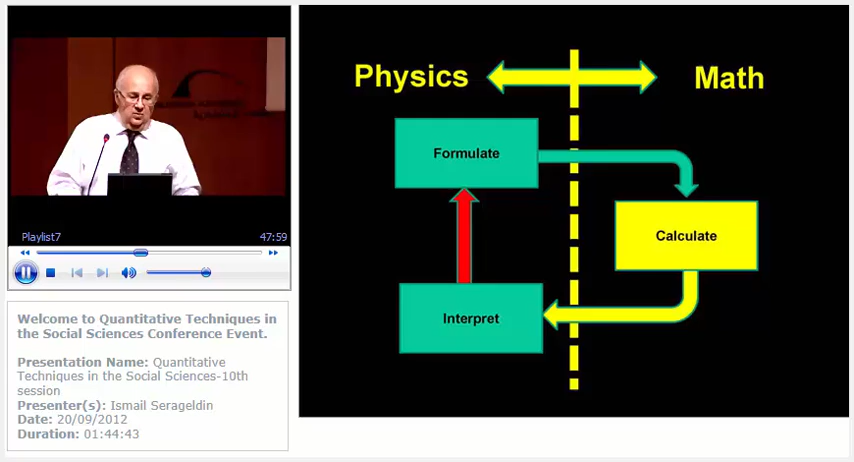 Playlist7
47:59
Welcome to Quantitative Techniques in
the Social Sciences Conference Event.
Presentation Name: Quantitative
Techniques in the Social Sciences-10th
session
Presenter(s): Ismail Serageldin
Date: 20/09/2012
Duration: 01:44:43
Physics
Math
Formulate
Calculate
Interpret